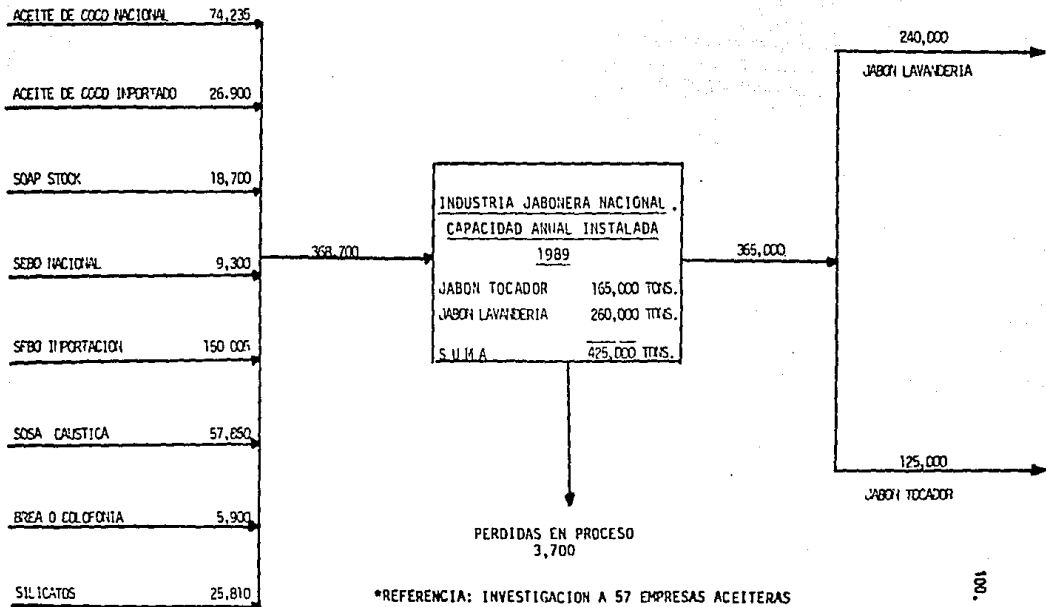 ACEITE DE COCO NACIONAL 74,235
ACEITE DE COCO IMPORTADO 26.900
SOAP STOCK 18,700
SEBO NACIONAL 9,300
SEBO IMPORTACION 150 005
SOSA CAUSTICA 57,850
BREA O COLOFONIA 5,900
SILICATOS 25,810
368.700
INDUSTRIA JABONERA NACIONAL .
CAPACIDAD ANUAL INSTALADA
1989
JABON TOCADOR 165,000 TONS.
JABON LAVANDERIA 260,000 TONS.
S U M A 425,000 TONS.
PERDIDAS EN PROCESO
3,700
365,000
240,000
JABON LAVANDERIA
125,000
JABON TOCADOR
*REFERENCIA: INVESTIGACION A 57 EMPRESAS ACEITERAS
100.